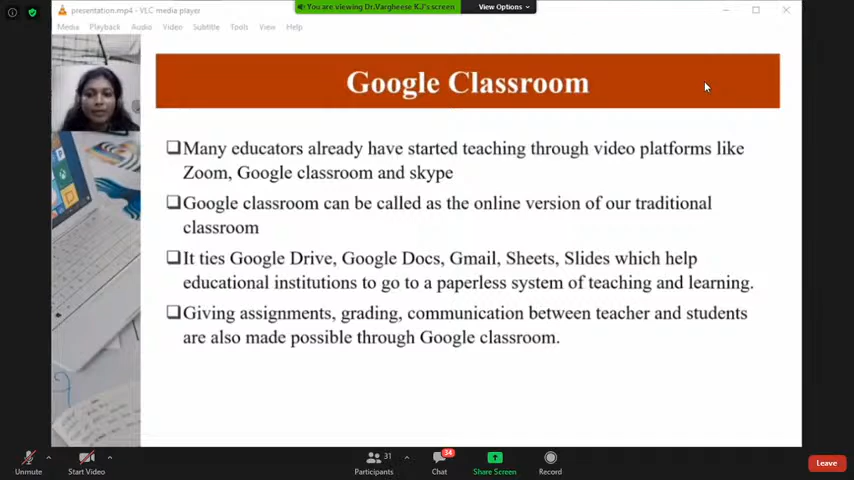 presentation.mp4 - VLC media player
You are viewing Dr.Vargheese K.J's screen
View Options
Media Playback Audio Video Subtitle Tools View Help
Google Classroom
Many educators already have started teaching through video platforms like
Zoom, Google classroom and skype
Google classroom can be called as the online version of our traditional
classroom
It ties Google Drive, Google Docs, Gmail, Sheets, Slides which help
educational institutions to go to a paperless system of teaching and learning.
Giving assignments, grading, communication between teacher and students
are also made possible through Google classroom.
31
34
Unmute
Start Video
Participants
Chat
Share Screen
Record
Leave